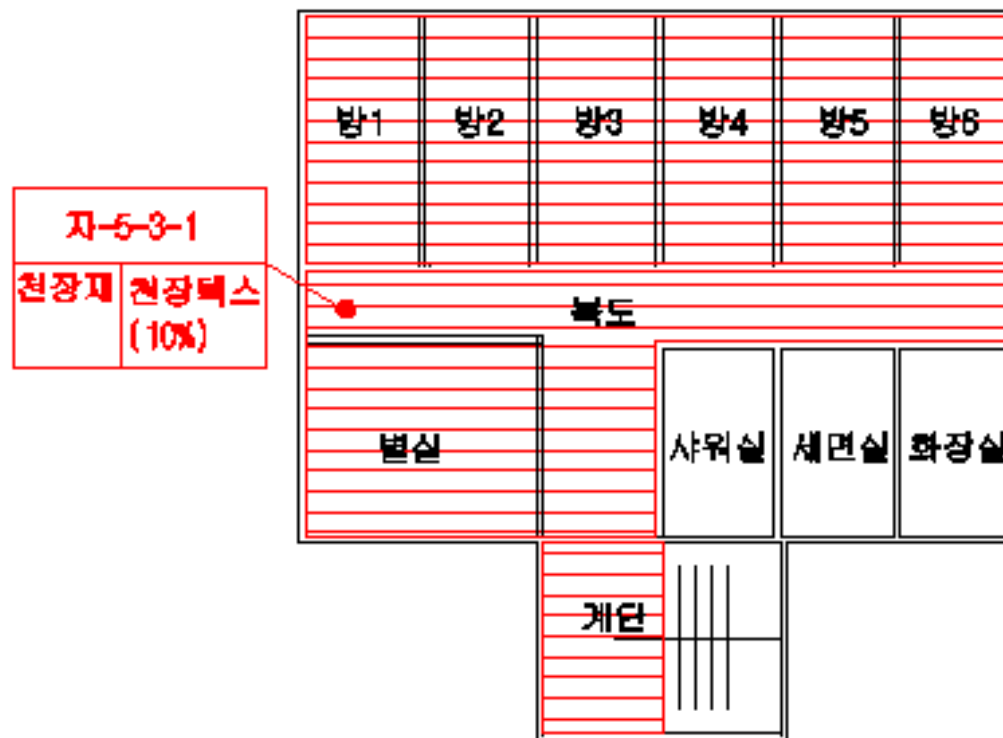 방1 방2 방3 방4 방5 방6
자-5-3-1
천장재 천장텍스
(10%)
복도
별실 샤워실 세면실 화장실
계단